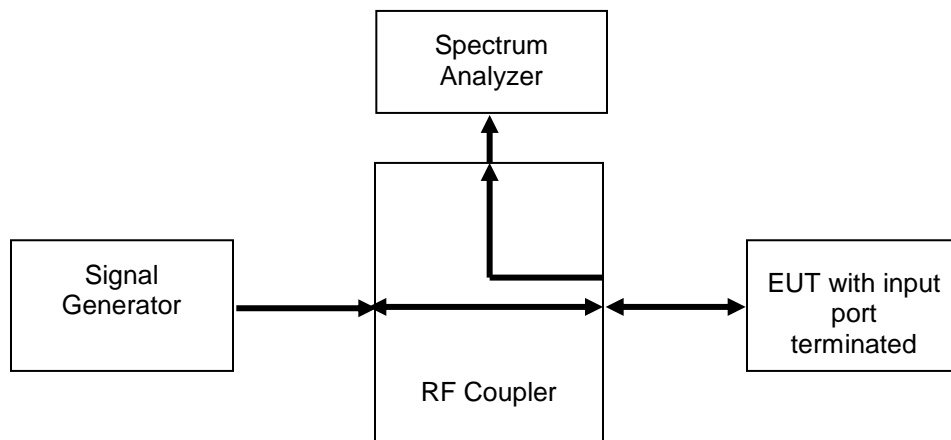 Spectrum
Analyzer
Signal
Generator
EUT with input
port
terminated
RF Coupler